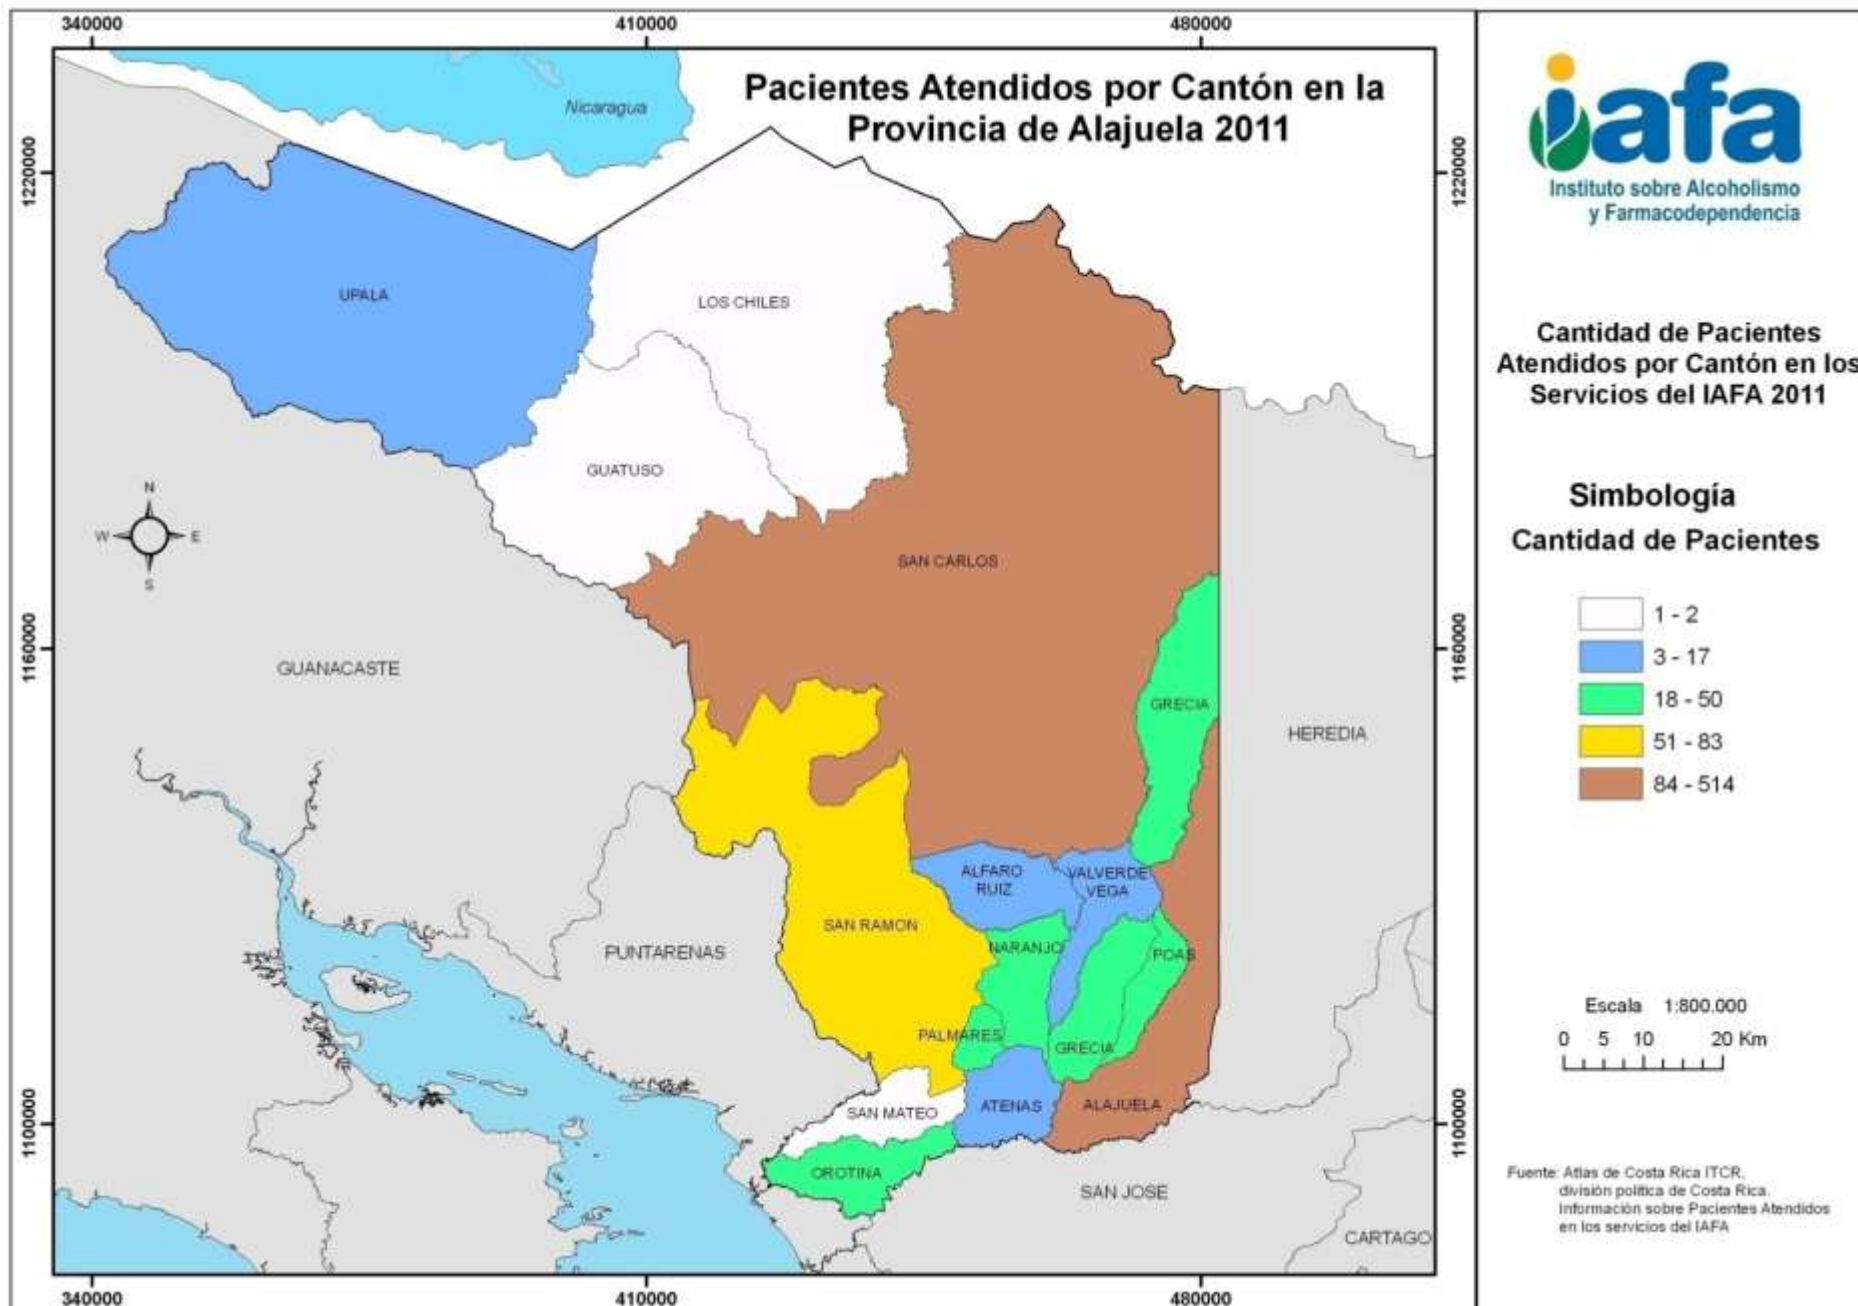 340000
410000
480000
Pacientes Atendidos por Cantón en la
Provincia de Alajuela 2011
Nicaragua
1220000
1220000
UPALA
LOS CHILES
GUATUSO
N
W
E
S
SAN CARLOS
1160000
1160000
GUANACASTE
GRECIA
HEREDIA
ALFARO
RUIZ
VALVERDE
VEGA
SAN RAMON
PUNTARENAS
NARANJO
POAS
PALMARES
GRECIA
SAN MATEO
ATENAS
ALAJUELA
1100000
1100000
OROTINA
SAN JOSE
CARTAGO
340000
410000
480000
iafa
Instituto sobre Alcoholismo
y Farmacodependencia
Cantidad de Pacientes
Atendidos por Cantón en los
Servicios del IAFA 2011
Simbología
Cantidad de Pacientes
1 - 2
3 - 17
18 - 50
51 - 83
84 - 514
Escala 1:800.000
0 5 10 20 Km
Fuente: Atlas de Costa Rica ITCR,
división política de Costa Rica.
Información sobre Pacientes Atendidos
en los servicios del IAFA